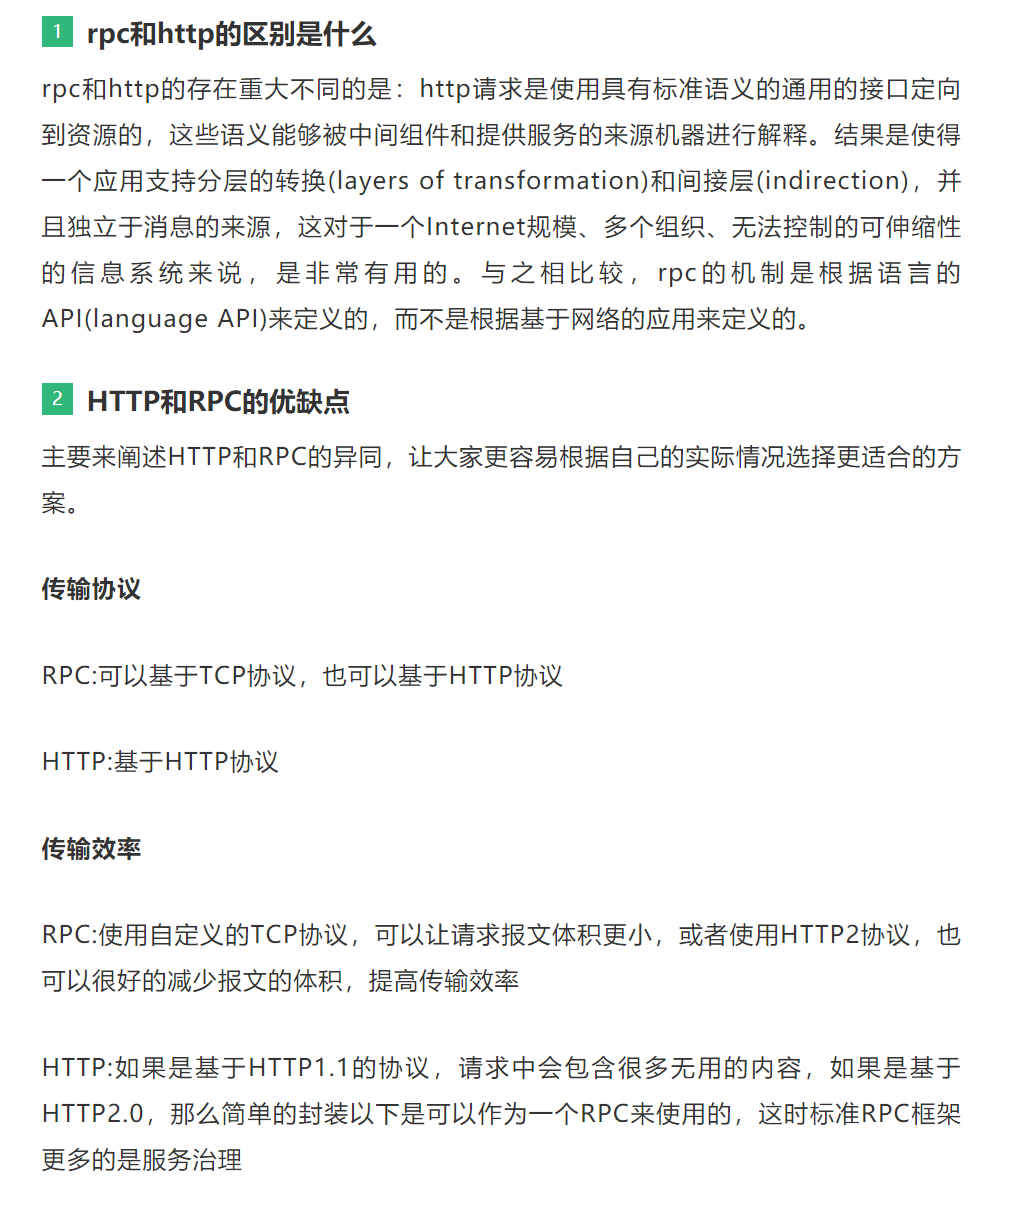 1 rpc和http的区别是什么
rpc和http的存在重大不同的是：http请求是使用具有标准语义的通用的接口定向
到资源的，这些语义能够被中间组件和提供服务的来源机器进行解释。结果是使得
一个应用支持分层的转换(layers of transformation)和间接层(indirection)，并
且独立于消息的来源，这对于一个Internet规模、多个组织、无法控制的可伸缩性
的信息系统来说，是非常有用的。与之相比较，rpc的机制是根据语言的
API(language API)来定义的，而不是根据基于网络的应用来定义的。
2 HTTP和RPC的优缺点
主要来阐述HTTP和RPC的异同，让大家更容易根据自己的实际情况选择更适合的方
案。
传输协议
RPC:可以基于TCP协议，也可以基于HTTP协议
HTTP:基于HTTP协议
传输效率
RPC:使用自定义的TCP协议，可以让请求报文体积更小，或者使用HTTP2协议，也
可以很好的减少报文的体积，提高传输效率
HTTP:如果是基于HTTP1.1的协议，请求中会包含很多无用的内容，如果是基于
HTTP2.0，那么简单的封装以下是可以作为一个RPC来使用的，这时标准RPC框架
更多的是服务治理